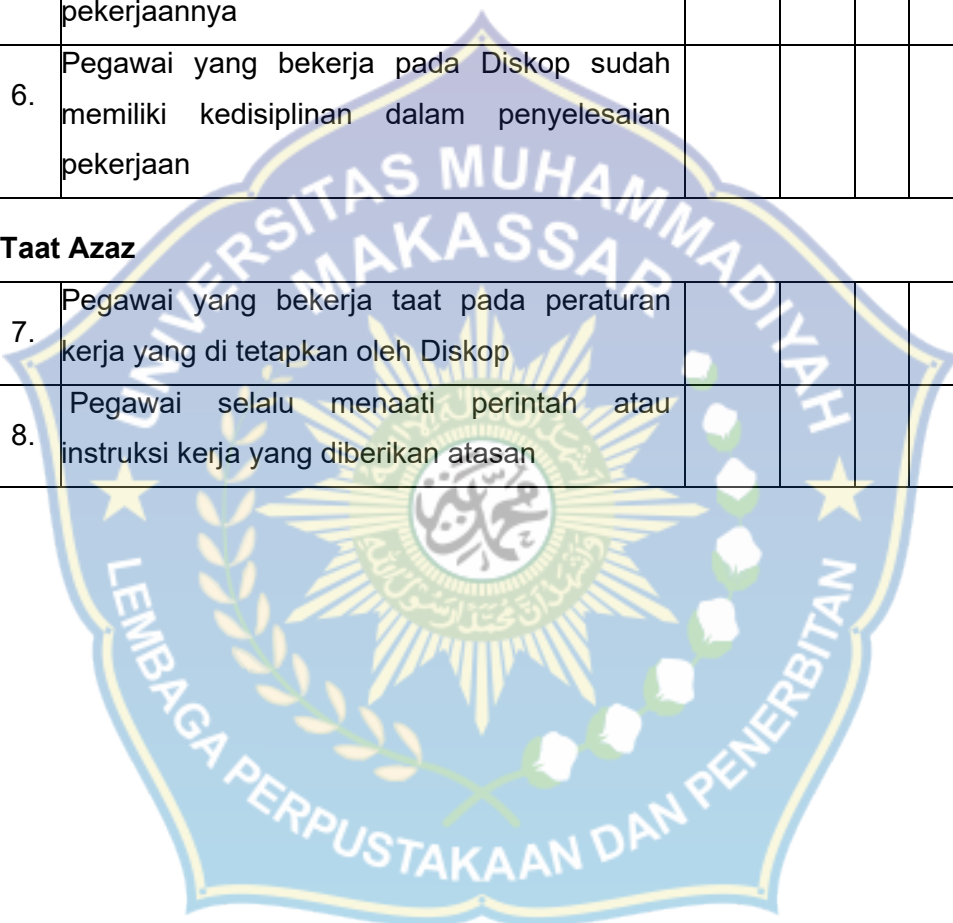 pekerjaannya
6.
Pegawai yang bekerja pada Diskop sudah
memiliki kedisiplinan dalam penyelesaian
pekerjaan
Taat Azaz
7.
Pegawai yang bekerja taat pada peraturan
kerja yang di tetapkan oleh Diskop
8.
Pegawai selalu menaati perintah atau
instruksi kerja yang diberikan atasan
UNIVERSITAS MUHAMMADIYAH
MAKASSAR
محمد
LEMBAGA PERPUSTAKAAN DAN PENERBITAN